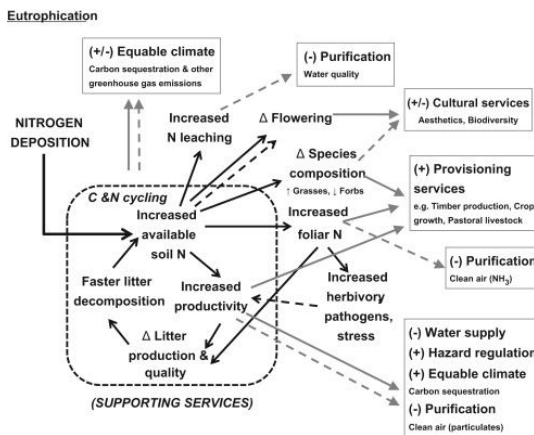 Eutrophication
(+/-) Equable climate
Carbon sequestration & other
greenhouse gas emissions
(-) Purification
Water quality
NITROGEN
DEPOSITION
Increased
N leaching
Δ Flowering
(+/-) Cultural services
Aesthetics, Biodiversity
Δ Species
composition
↑ Grasses, ↓ Forbs
(+) Provisioning
services
e.g. Timber production, Crop
growth, Pastoral livestock
C &N cycling
Increased
available
soil N
Increased
foliar N
(-) Purification
Clean air (NH₃)
Faster litter
decomposition
Increased
productivity
Increased
herbivory,
pathogens,
stress
Δ Litter
production &
quality
(SUPPORTING SERVICES)
(-) Water supply
(+) Hazard regulation
(+) Equable climate
Carbon sequestration
(-) Purification
Clean air (particulates)